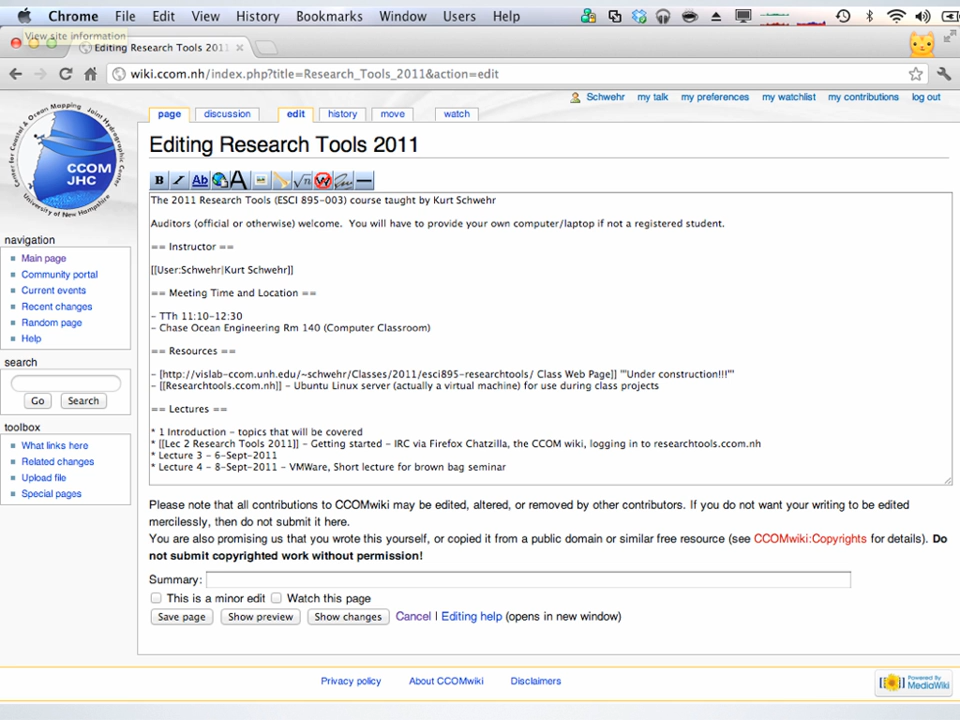 Chrome File Edit View History Bookmarks Window Users Help
View site information
Editing Research Tools 2011
wiki.ccom.nh/index.php?title=Research_Tools_2011&action=edit
Schwehr my talk my preferences my watchlist my contributions log out
page discussion edit history move watch
Center for Coastal & Ocean Mapping Joint Hydrographic Center
CCOM
JHC
University of New Hampshire
Editing Research Tools 2011
B I Ab A √n W
The 2011 Research Tools (ESCI 895-003) course taught by Kurt Schwehr
Auditors (official or otherwise) welcome.  You will have to provide your own computer/laptop if not a registered student.
== Instructor ==
[[User:Schwehr|Kurt Schwehr]]
== Meeting Time and Location ==
- TTh 11:10-12:30
- Chase Ocean Engineering Rm 140 (Computer Classroom)
== Resources ==
- [http://vislab-ccom.unh.edu/~schwehr/Classes/2011/esci895-researchtools/ Class Web Page]] '''Under construction!!!'''
- [[Researchtools.ccom.nh]] - Ubuntu Linux server (actually a virtual machine) for use during class projects
== Lectures ==
* 1 Introduction - topics that will be covered
* [[Lec 2 Research Tools 2011]] - Getting started - IRC via Firefox Chatzilla, the CCOM wiki, logging in to researchtools.ccom.nh
* Lecture 3 - 6-Sept-2011
* Lecture 4 - 8-Sept-2011 - VMWare, Short lecture for brown bag seminar
navigation
Main page
Community portal
Current events
Recent changes
Random page
Help
search
Go Search
toolbox
What links here
Related changes
Upload file
Special pages
Please note that all contributions to CCOMwiki may be edited, altered, or removed by other contributors. If you do not want your writing to be edited
mercilessly, then do not submit it here.
You are also promising us that you wrote this yourself, or copied it from a public domain or similar free resource (see CCOMwiki:Copyrights for details). Do
not submit copyrighted work without permission!
Summary:
This is a minor edit Watch this page
Save page Show preview Show changes Cancel | Editing help (opens in new window)
Privacy policy About CCOMwiki Disclaimers
Powered By
MediaWiki